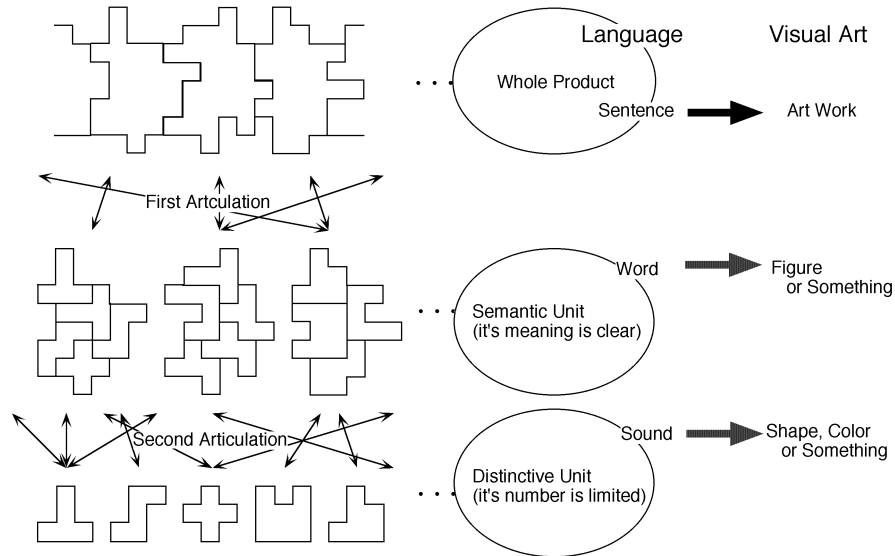 Language
Visual Art
Whole Product
Sentence
Art Work
First Artculation
Word
Figure
or Something
Semantic Unit
(it's meaning is clear)
Second Articulation
Sound
Shape, Color
or Something
Distinctive Unit
(it's number is limited)